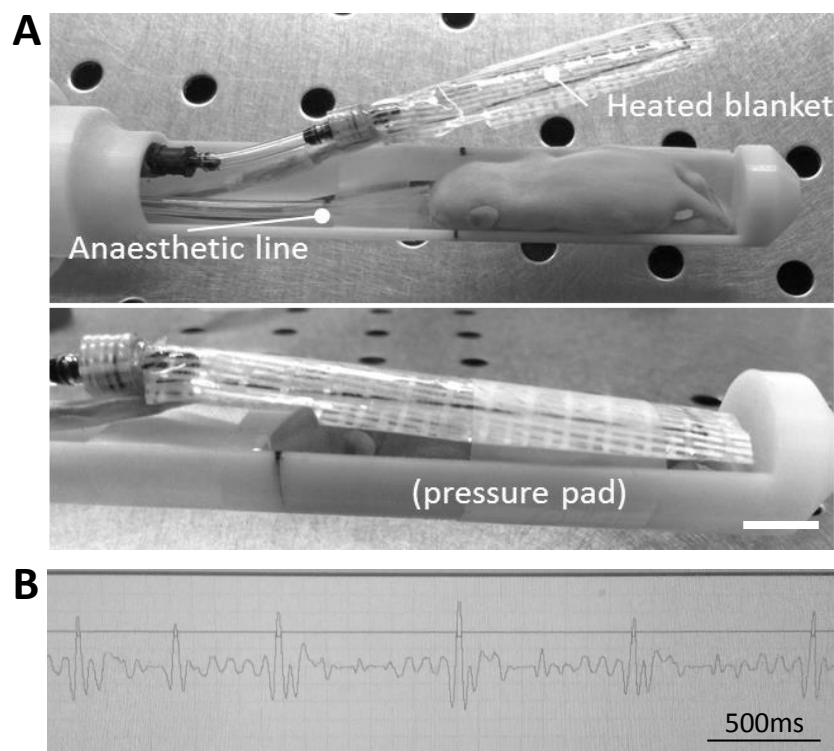 A
Heated blanket
Anaesthetic line
(pressure pad)
B
500ms